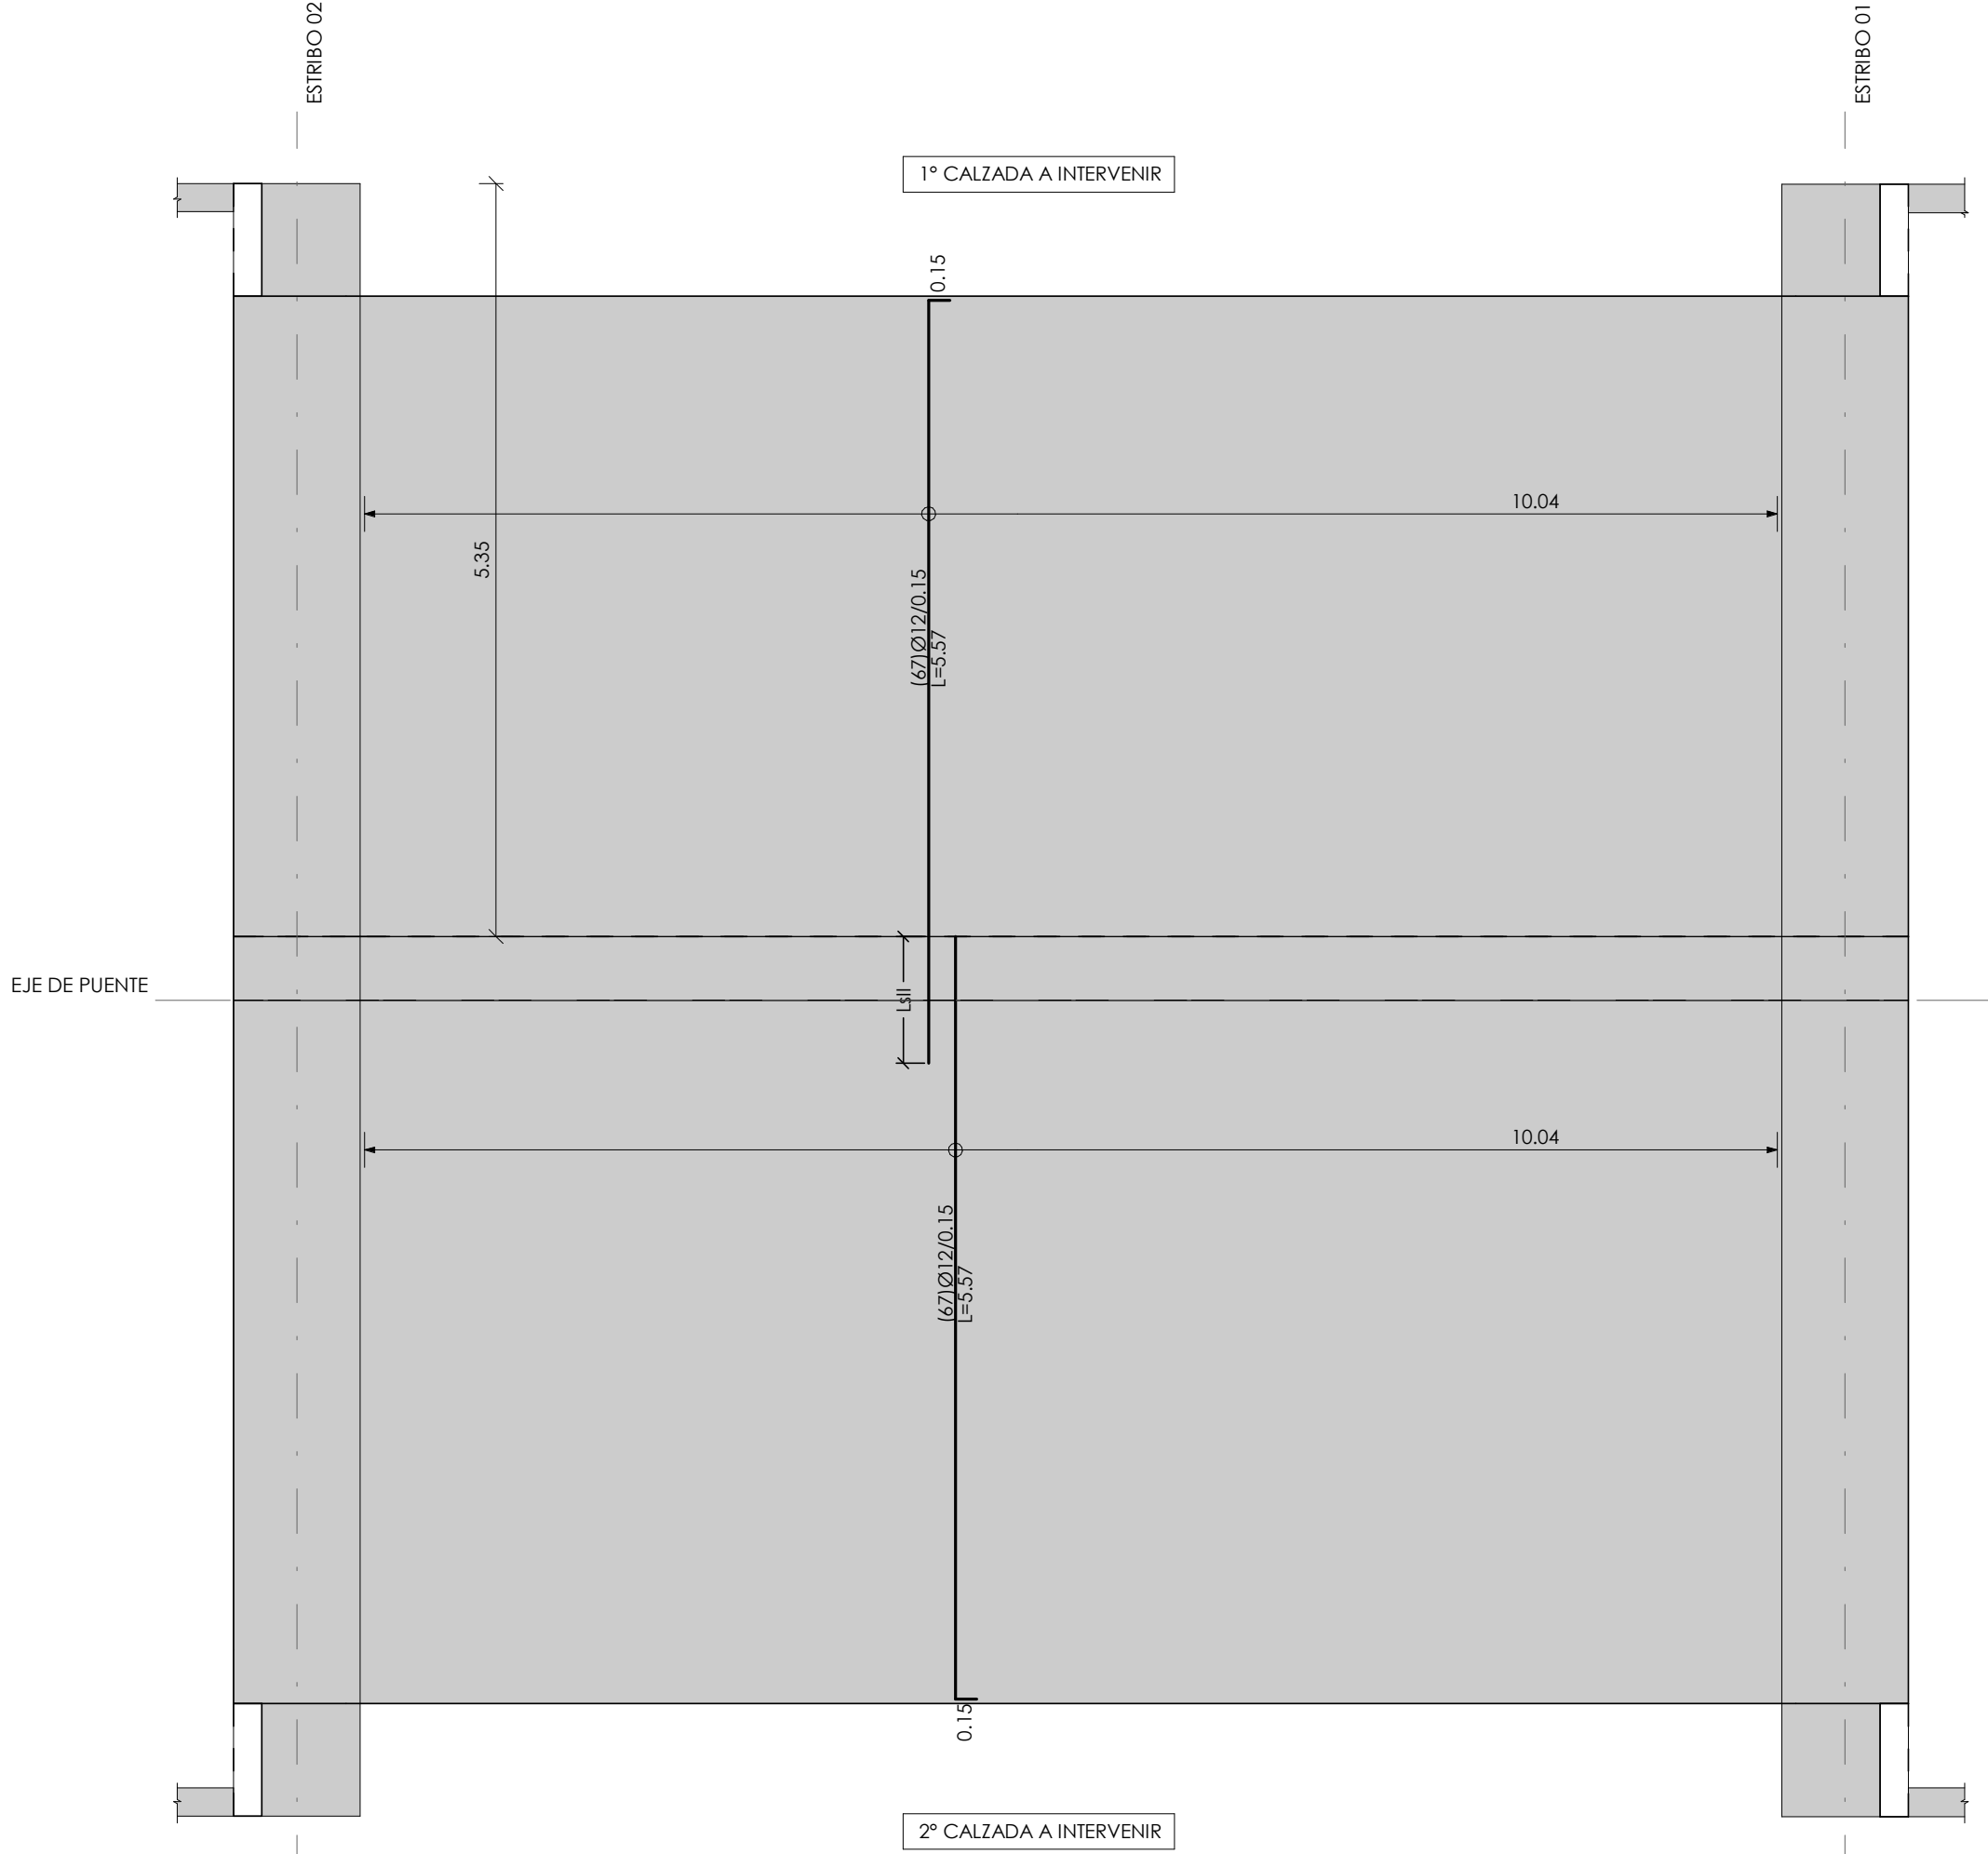 ESTRIBO 02
ESTRIBO 01
1° CALZADA A INTERVENIR
0.15
10.04
5.35
(67)Ø12/0.15
L=5.57
EJE DE PUENTE
Lsll
10.04
(67)Ø12/0.15
L=5.57
0.15
2° CALZADA A INTERVENIR